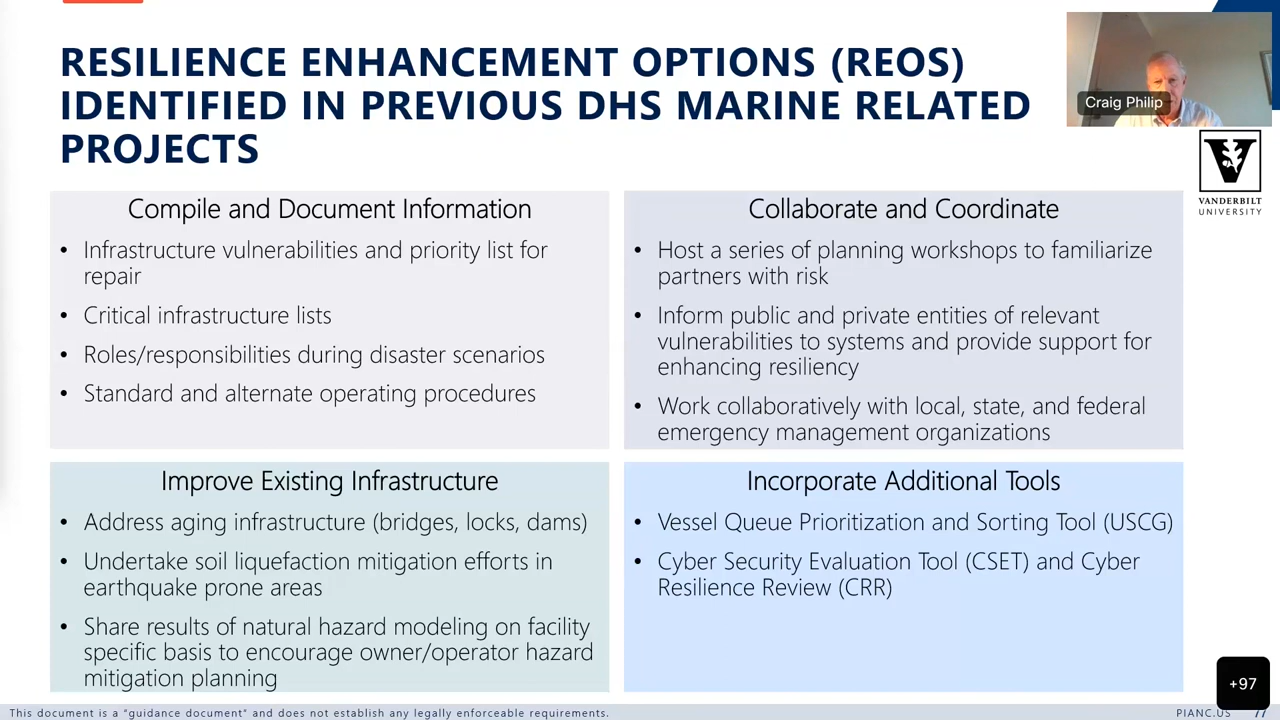 RESILIENCE ENHANCEMENT OPTIONS (REOS)
IDENTIFIED IN PREVIOUS DHS MARINE RELATED
PROJECTS
Craig Philip
VANDERBILT
UNIVERSITY
Compile and Document Information
• Infrastructure vulnerabilities and priority list for
repair
• Critical infrastructure lists
• Roles/responsibilities during disaster scenarios
• Standard and alternate operating procedures
Collaborate and Coordinate
• Host a series of planning workshops to familiarize
partners with risk
• Inform public and private entities of relevant
vulnerabilities to systems and provide support for
enhancing resiliency
• Work collaboratively with local, state, and federal
emergency management organizations
Improve Existing Infrastructure
• Address aging infrastructure (bridges, locks, dams)
• Undertake soil liquefaction mitigation efforts in
earthquake prone areas
• Share results of natural hazard modeling on facility
specific basis to encourage owner/operator hazard
mitigation planning
Incorporate Additional Tools
• Vessel Queue Prioritization and Sorting Tool (USCG)
• Cyber Security Evaluation Tool (CSET) and Cyber
Resilience Review (CRR)
+97
This document is a "guidance document" and does not establish any legally enforceable requirements.
PIANC.US 77